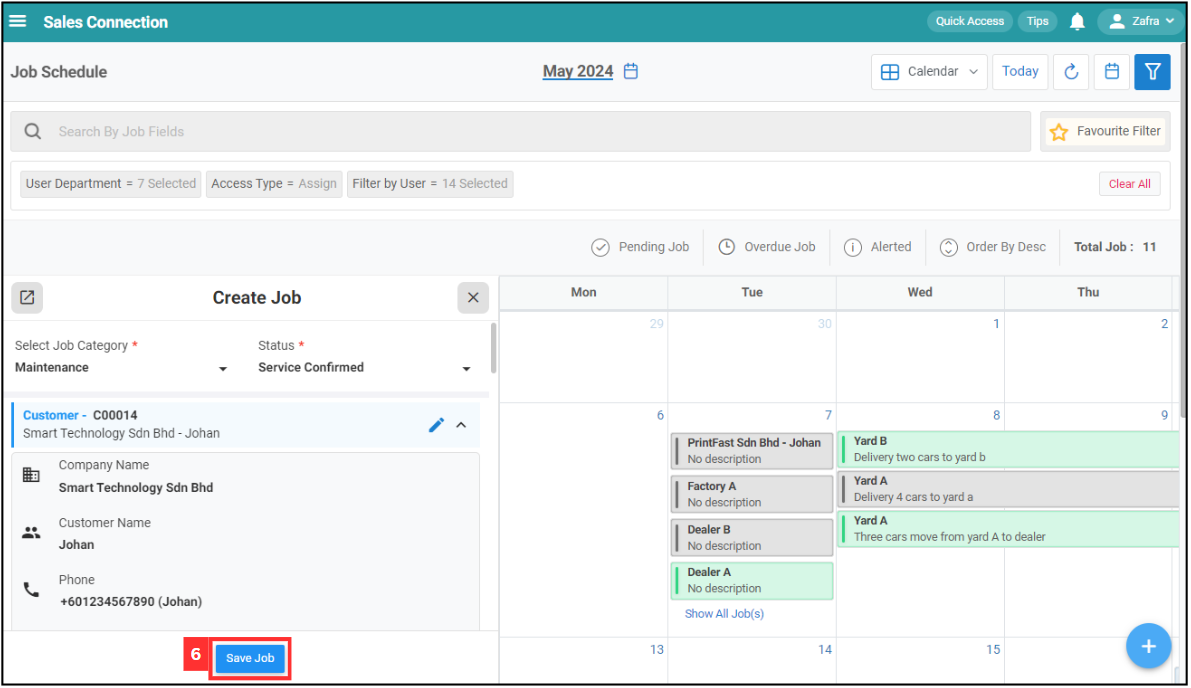 Sales Connection
Quick Access
Tips
Zafra
Job Schedule
May 2024
Calendar
Today
Search By Job Fields
Favourite Filter
User Department = 7 Selected
Access Type = Assign
Filter by User = 14 Selected
Clear All
Pending Job
Overdue Job
Alerted
Order By Desc
Total Job : 11
Create Job
Select Job Category *
Status *
Maintenance
Service Confirmed
Customer - C00014
Smart Technology Sdn Bhd - Johan
Company Name
Smart Technology Sdn Bhd
Customer Name
Johan
Phone
+601234567890 (Johan)
6
Save Job
Mon Tue Wed Thu
29 30 1 2
6 7 8 9
PrintFast Sdn Bhd - Johan
No description
Factory A
No description
Dealer B
No description
Dealer A
No description
Show All Job(s)
Yard B
Delivery two cars to yard b
Yard A
Delivery 4 cars to yard a
Yard A
Three cars move from yard A to dealer
13 14 15